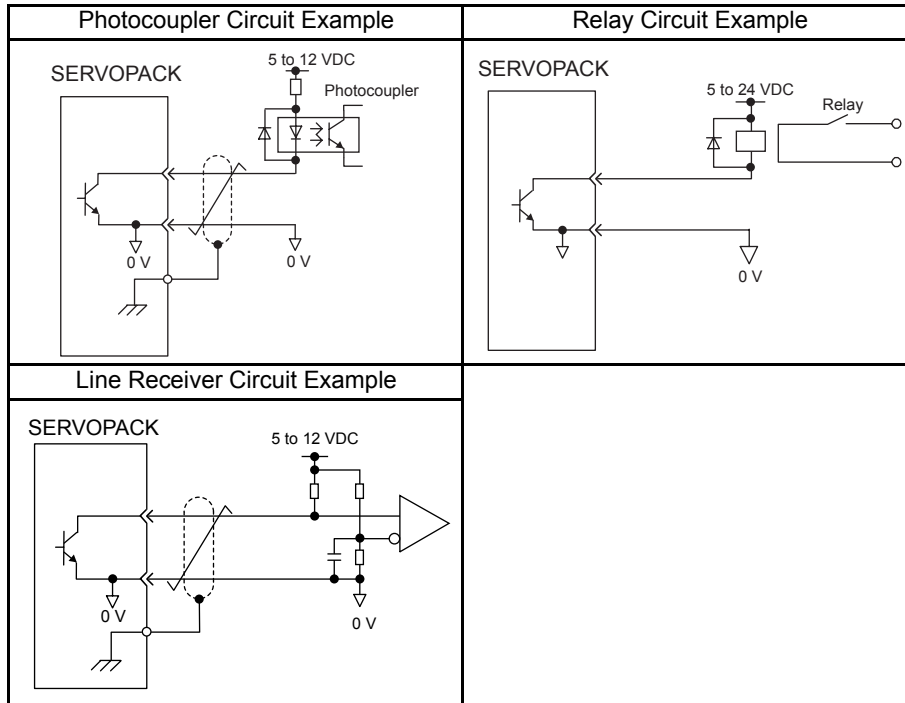 Photocoupler Circuit Example
Relay Circuit Example
SERVOPACK
5 to 12 VDC
Photocoupler
0 V
0 V
SERVOPACK
5 to 24 VDC
Relay
0 V
Line Receiver Circuit Example
SERVOPACK
5 to 12 VDC
0 V
0 V